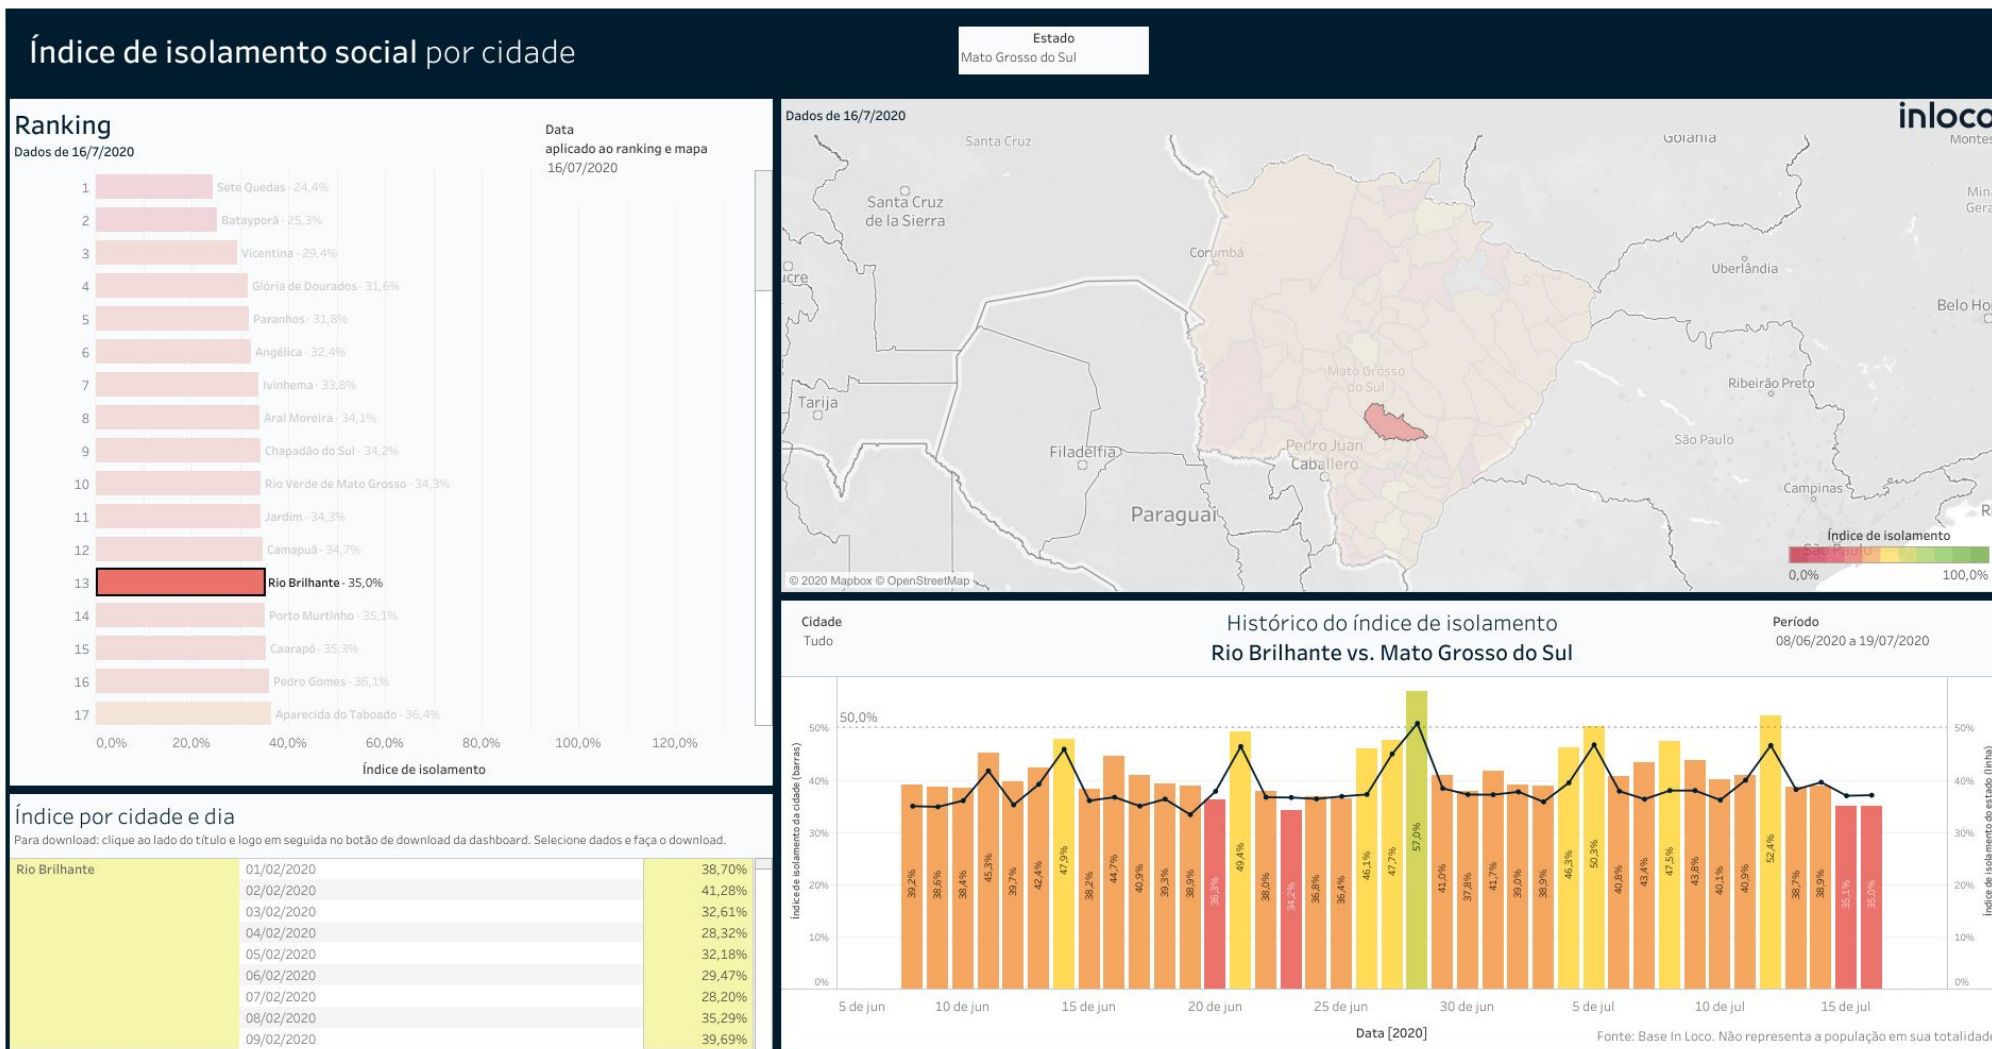 Índice de isolamento social por cidade
Estado
Mato Grosso do Sul
Ranking
Dados de 16/7/2020
Data
aplicado ao ranking e mapa
16/07/2020
1 Sete Quedas - 24,4%
2 Batayporã - 25,3%
3 Vicentina - 29,4%
4 Glória de Dourados - 31,6%
5 Paranhos - 31,8%
6 Angélica - 32,4%
7 Ivinhema - 33,8%
8 Aral Moreira - 34,1%
9 Chapadão do Sul - 34,2%
10 Rio Verde de Mato Grosso - 34,3%
11 Jardim - 34,3%
12 Camapuã - 34,7%
13 Rio Brilhante - 35,0%
14 Porto Murtinho - 35,1%
15 Caarapó - 35,3%
16 Pedro Gomes - 36,1%
17 Aparecida do Taboado - 36,4%
0,0% 20,0% 40,0% 60,0% 80,0% 100,0% 120,0%
Índice de isolamento
Índice por cidade e dia
Para download: clique ao lado do título e logo em seguida no botão de download da dashboard. Selecione dados e faça o download.
Rio Brilhante 01/02/2020 38,70%
02/02/2020 41,28%
03/02/2020 32,61%
04/02/2020 28,32%
05/02/2020 32,18%
06/02/2020 29,47%
07/02/2020 28,20%
08/02/2020 35,29%
09/02/2020 39,69%
Dados de 16/7/2020
inloco
Santa Cruz
Goiânia
Montes
Santa Cruz
de la Sierra
Mina
Gera
Corumbá
Uberlândia
ucre
Belo Ho
Mato Grosso
do Sul
Ribeirão Preto
Tarija
São Paulo
Filadelfia
Pedro Juan
Caballero
Campinas
Paraguai
Ri
Índice de isolamento
São Paulo
0,0% 100,0%
© 2020 Mapbox © OpenStreetMap
Cidade
Tudo
Histórico do índice de isolamento
Rio Brilhante vs. Mato Grosso do Sul
Período
08/06/2020 a 19/07/2020
50,0%
Índice de isolamento da cidade (barras)
50%
40%
30%
20%
10%
0%
39,2% 38,6% 38,4% 45,3% 39,7% 42,4% 47,9% 38,2% 44,7% 40,9% 39,3% 38,9% 36,3% 49,4% 38,0% 34,2% 36,8% 36,4% 46,1% 47,7% 57,0% 41,0% 37,8% 41,7% 39,0% 38,9% 46,3% 50,3% 40,8% 43,4% 47,5% 43,8% 40,1% 40,9% 52,4% 38,7% 38,9% 35,1% 35,0%
50%
40%
30%
20%
10%
0%
Índice de isolamento do estado (linha)
5 de jun 10 de jun 15 de jun 20 de jun 25 de jun 30 de jun 5 de jul 10 de jul 15 de jul
Data [2020]
Fonte: Base In Loco. Não representa a população em sua totalidade